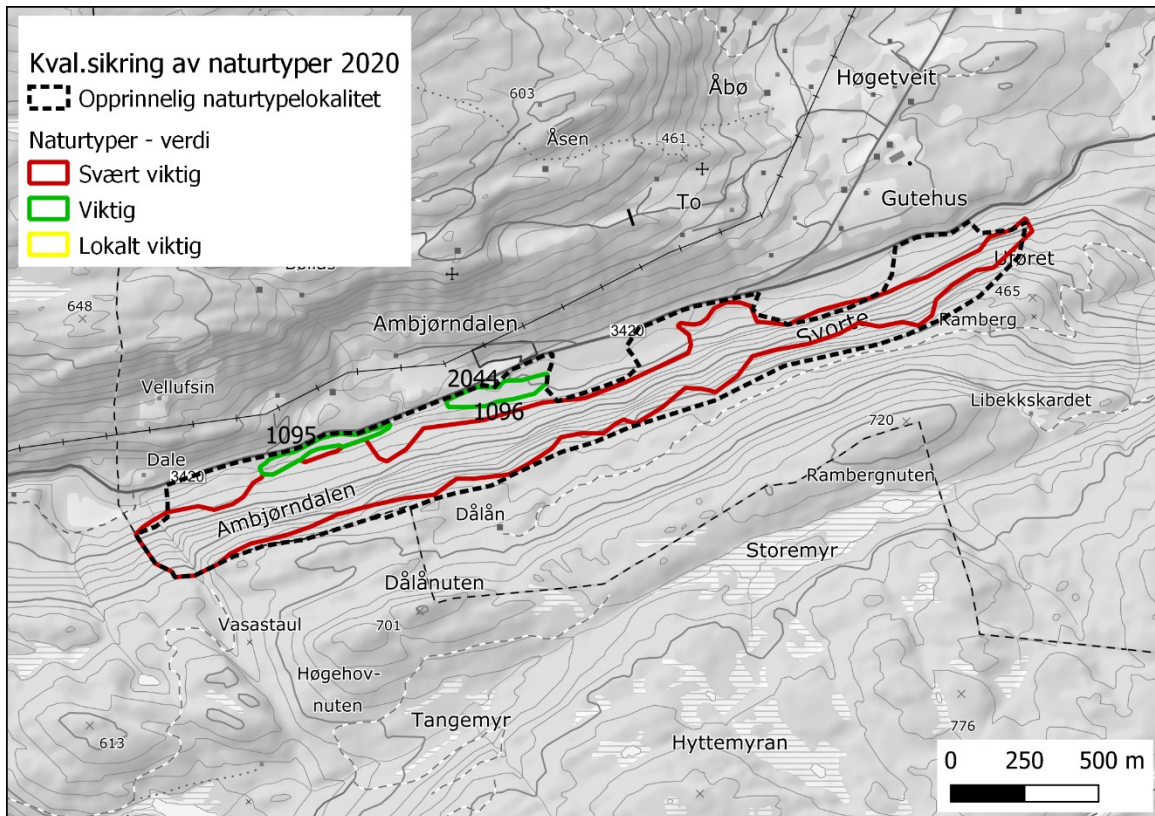 Kval.sikring av naturtyper 2020
Opprinnelig naturtypelokalitet
Naturtyper - verdi
Svært viktig
Viktig
Lokalt viktig
603
Åsen
Åbø
Høgetveit
461
To
Gutehus
648
Ambjørndalen
3420
Svorte
465
Ramberg
Vellufsin
2044
1096
1095
Libekkskardet
720
Dale
3420
Rambergnuten
Ambjørndalen
Dålån
Storemyr
Dålånuten
Vasastaul
701
Høgehov-
nuten
Tangemyr
613
Hyttemyran
776
0 250 500 m